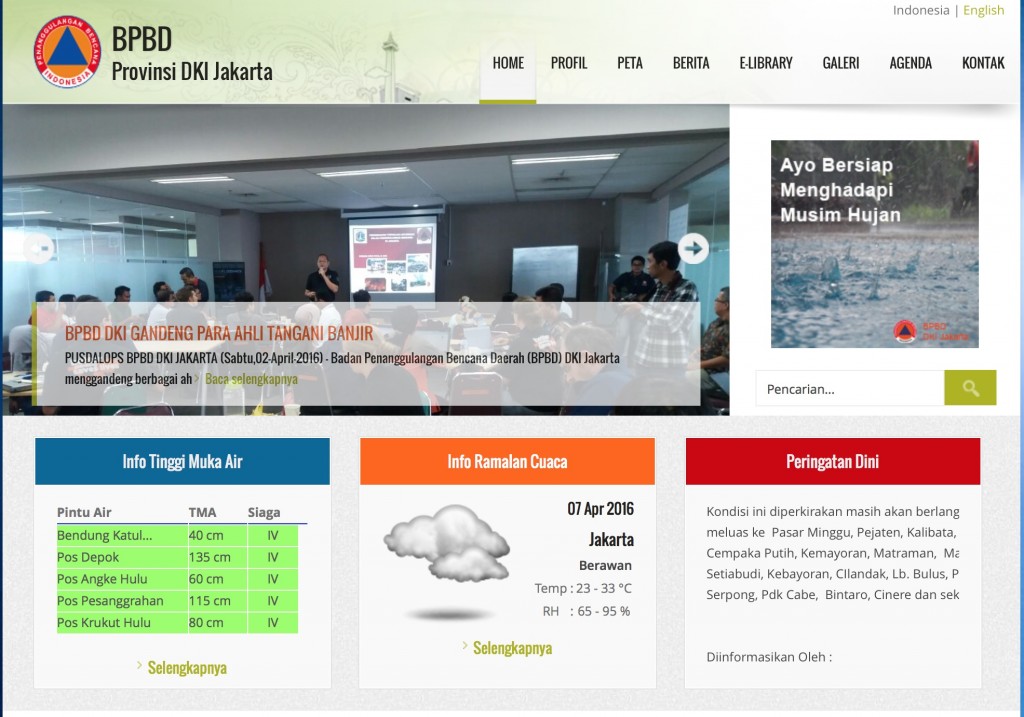 Indonesia | English
PENANGGULANGAN BENCANA
INDONESIA
BPBD
Provinsi DKI Jakarta
HOME PROFIL PETA BERITA E-LIBRARY GALERI AGENDA KONTAK
BPBD DKI GANDENG PARA AHLI TANGANI BANJIR
PUSDALOPS BPBD DKI JAKARTA (Sabtu,02-April-2016) - Badan Penanggulangan Bencana Daerah (BPBD) DKI Jakarta
menggandeng berbagai ah Baca selengkapnya
Ayo Bersiap
Menghadapi
Musim Hujan
BPBD
DKI Jakarta
Pencarian...
Info Tinggi Muka Air
Pintu Air TMA Siaga
Bendung Katul... 40 cm IV
Pos Depok 135 cm IV
Pos Angke Hulu 60 cm IV
Pos Pesanggrahan 115 cm IV
Pos Krukut Hulu 80 cm IV
Selengkapnya
Info Ramalan Cuaca
07 Apr 2016
Jakarta
Berawan
Temp : 23 - 33 °C
RH : 65 - 95 %
Selengkapnya
Peringatan Dini
Kondisi ini diperkirakan masih akan berlang
meluas ke Pasar Minggu, Pejaten, Kalibata,
Cempaka Putih, Kemayoran, Matraman, Ma
Setiabudi, Kebayoran, CIlandak, Lb. Bulus, P
Serpong, Pdk Cabe, Bintaro, Cinere dan sek
Diinformasikan Oleh :